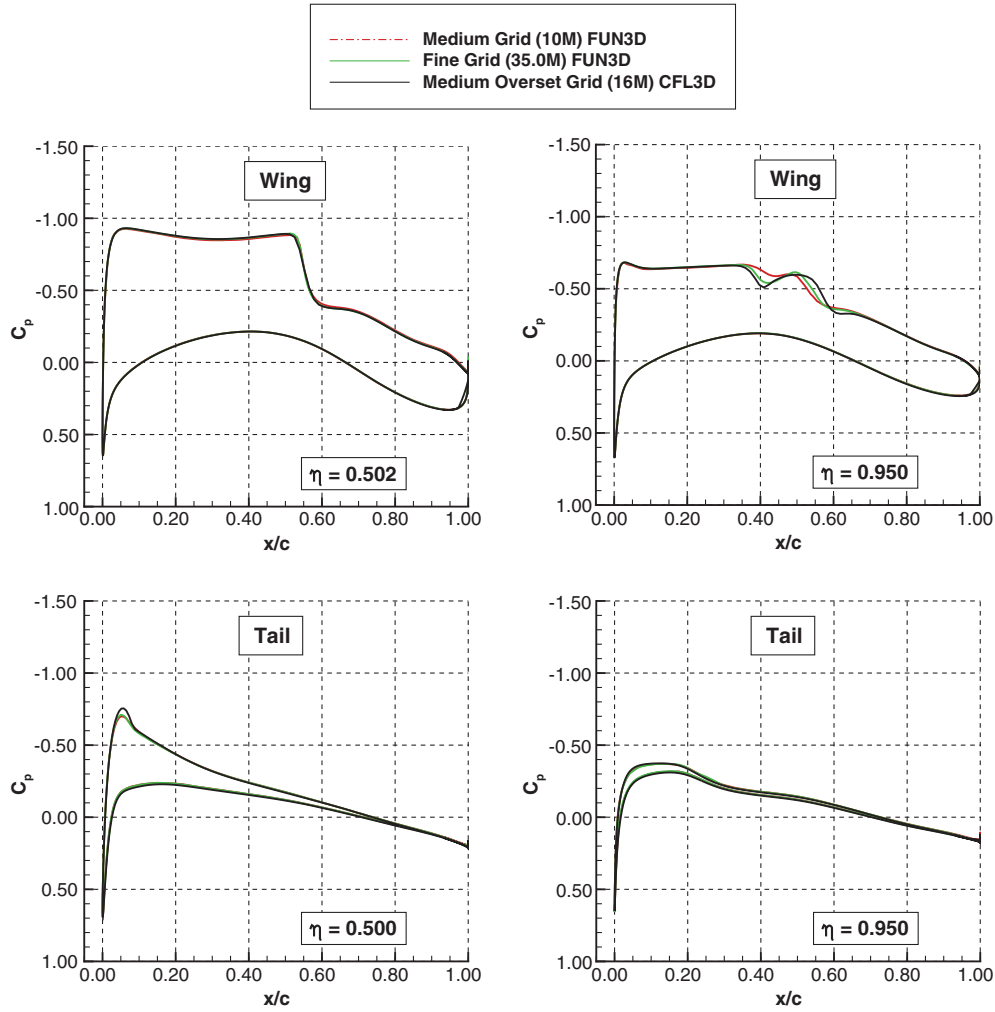 Medium Grid (10M) FUN3D
Fine Grid (35.0M) FUN3D
Medium Overset Grid (16M) CFL3D
-1.50
-1.00
-0.50
0.00
0.50
1.00
Cp
Wing
η = 0.502
0.00 0.20 0.40 0.60 0.80 1.00
x/c
-1.50
-1.00
-0.50
0.00
0.50
1.00
Cp
Wing
η = 0.950
0.00 0.20 0.40 0.60 0.80 1.00
x/c
-1.50
-1.00
-0.50
0.00
0.50
1.00
Cp
Tail
η = 0.500
0.00 0.20 0.40 0.60 0.80 1.00
x/c
-1.50
-1.00
-0.50
0.00
0.50
1.00
Cp
Tail
η = 0.950
0.00 0.20 0.40 0.60 0.80 1.00
x/c